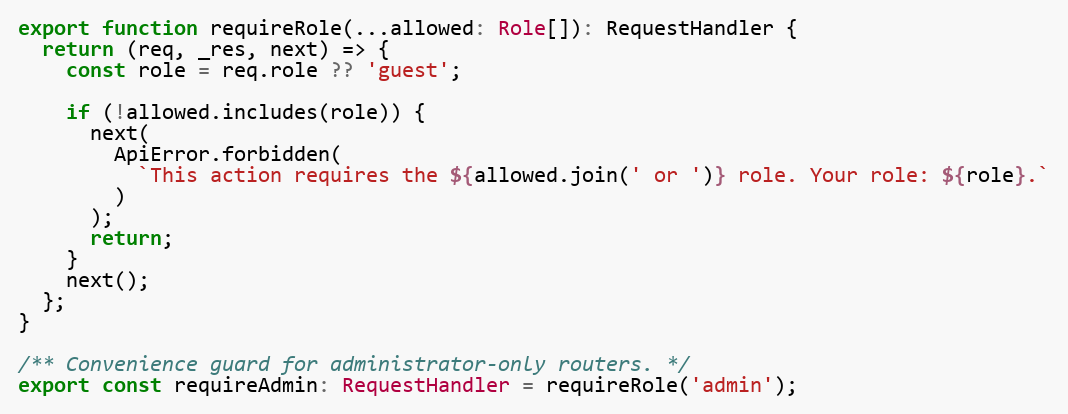 export function requireRole(...allowed: Role[]): RequestHandler {
  return (req, _res, next) => {
    const role = req.role ?? 'guest';

    if (!allowed.includes(role)) {
      next(
        ApiError.forbidden(
          `This action requires the ${allowed.join(' or ')} role. Your role: ${role}.`
        )
      );
      return;
    }
    next();
  };
}

/** Convenience guard for administrator-only routers. */
export const requireAdmin: RequestHandler = requireRole('admin');